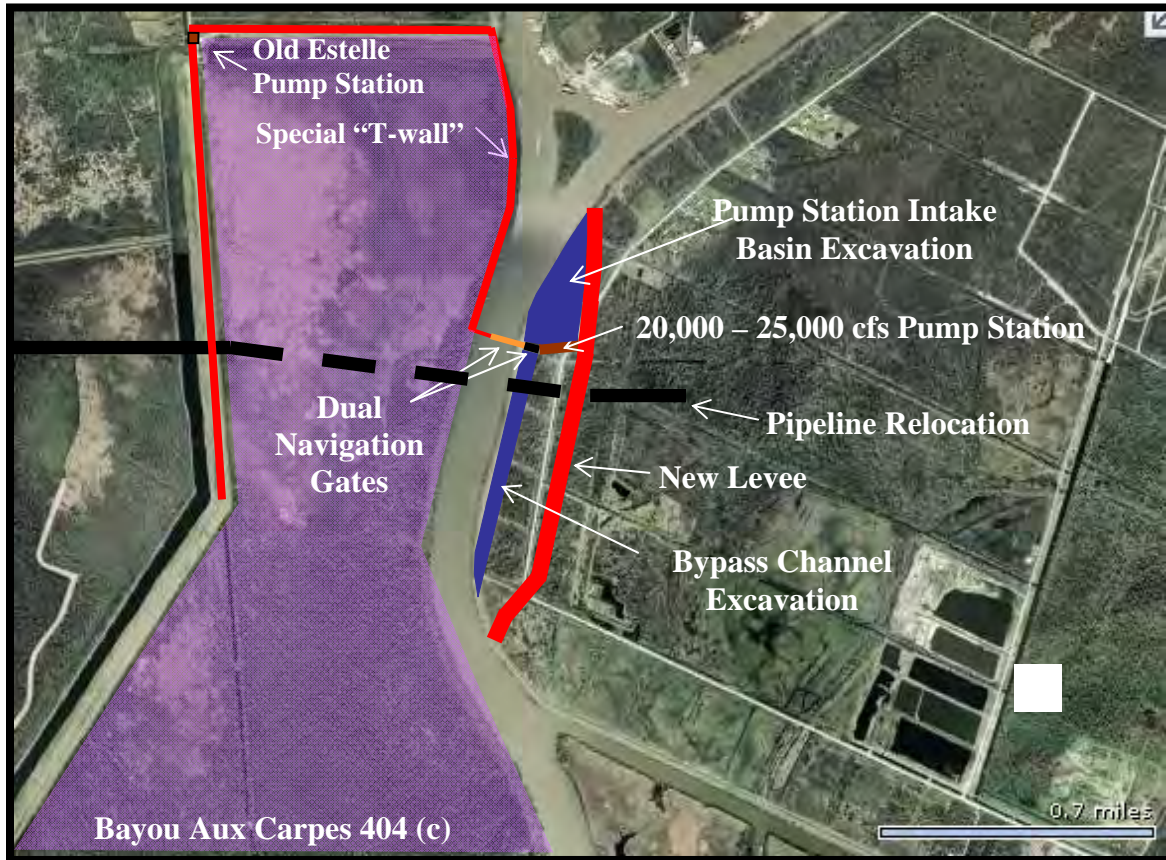 Old Estelle
Pump Station
Special “T-wall”
Pump Station Intake
Basin Excavation
20,000 – 25,000 cfs Pump Station
Dual
Navigation
Gates
Pipeline Relocation
New Levee
Bypass Channel
Excavation
0.7 miles
Bayou Aux Carpes 404 (c)